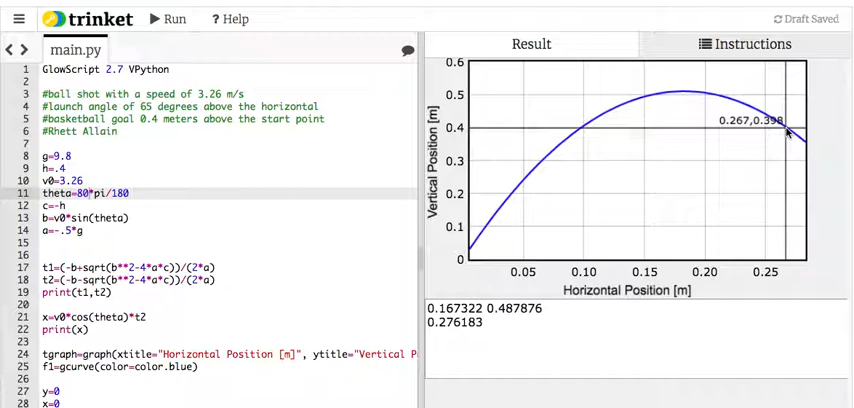 trinket
Run
? Help
Draft Saved
main.py
Result
Instructions
1 GlowScript 2.7 VPython
2
3 #ball shot with a speed of 3.26 m/s
4 #launch angle of 65 degrees above the horizontal
5 #basketball goal 0.4 meters above the start point
6 #Rhett Allain
7
8 g=9.8
9 h=.4
10 v0=3.26
11 theta=80*pi/180
12 c=-h
13 b=v0*sin(theta)
14 a=-.5*g
15
16
17 t1=(-b+sqrt(b**2-4*a*c))/(2*a)
18 t2=(-b-sqrt(b**2-4*a*c))/(2*a)
19 print(t1,t2)
20
21 x=v0*cos(theta)*t2
22 print(x)
23
24 tgraph=graph(xtitle="Horizontal Position [m]", ytitle="Vertical P
25 f1=gcurve(color=color.blue)
26
27 y=0
28 x=0
Vertical Position [m]
0.6
0.5
0.4
0.3
0.2
0.1
0
0.267,0.398
0.05 0.10 0.15 0.20 0.25
Horizontal Position [m]
0.167322 0.487876
0.276183